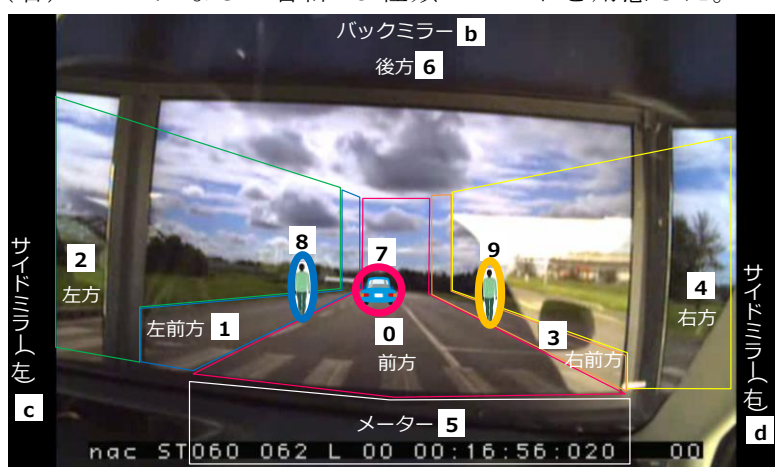 バックミラー b
後方 6
8
7
9
2
左方
4
右方
左前方 1
0
前方
3
右前方
サイドミラー(左)
c
サイドミラー(右)
d
メーター 5
nac ST060 062 L 00 00:16:56:020 00